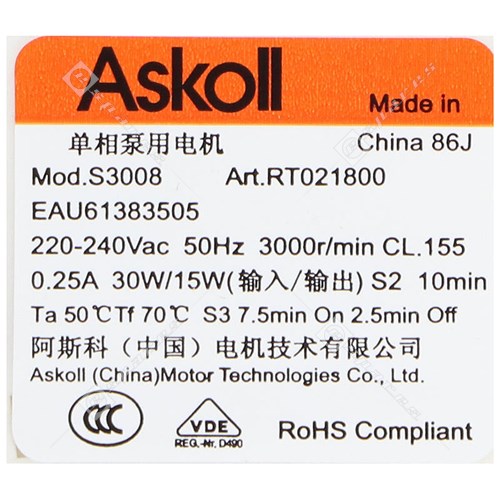 Askoll
Made in
单相泵用电机 China 86J
Mod.S3008 Art.RT021800
EAU61383505
220-240Vac 50Hz 3000r/min CL.155
0.25A 30W/15W(输入/输出) S2 10min
Ta 50℃Tf 70℃ S3 7.5min On 2.5min Off
阿斯科（中国）电机技术有限公司
Askoll (China)Motor Technologies Co., Ltd.
CCC VDE RoHS Compliant
REG.-Nr. D490